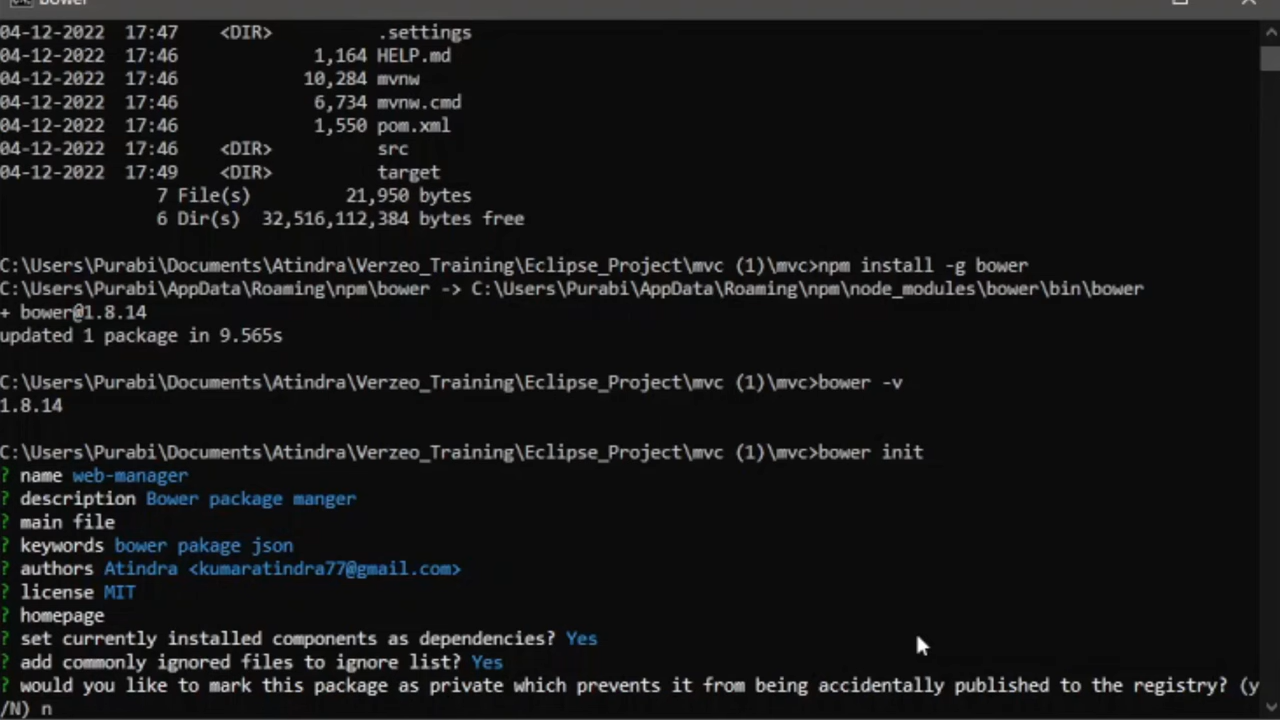 bower
04-12-2022  17:47    <DIR>          .settings
04-12-2022  17:46             1,164 HELP.md
04-12-2022  17:46            10,284 mvnw
04-12-2022  17:46             6,734 mvnw.cmd
04-12-2022  17:46             1,550 pom.xml
04-12-2022  17:46    <DIR>          src
04-12-2022  17:49    <DIR>          target
7 File(s)         21,950 bytes
6 Dir(s)  32,516,112,384 bytes free
C:\Users\Purabi\Documents\Atindra\Verzeo_Training\Eclipse_Project\mvc (1)\mvc>npm install -g bower
C:\Users\Purabi\AppData\Roaming\npm\bower -> C:\Users\Purabi\AppData\Roaming\npm\node_modules\bower\bin\bower
+ bower@1.8.14
updated 1 package in 9.565s
C:\Users\Purabi\Documents\Atindra\Verzeo_Training\Eclipse_Project\mvc (1)\mvc>bower -v
1.8.14
C:\Users\Purabi\Documents\Atindra\Verzeo_Training\Eclipse_Project\mvc (1)\mvc>bower init
? name web-manager
? description Bower package manger
? main file
? keywords bower pakage json
? authors Atindra <kumaratindra77@gmail.com>
? license MIT
? homepage
? set currently installed components as dependencies? Yes
? add commonly ignored files to ignore list? Yes
? would you like to mark this package as private which prevents it from being accidentally published to the registry? (y
/N) n